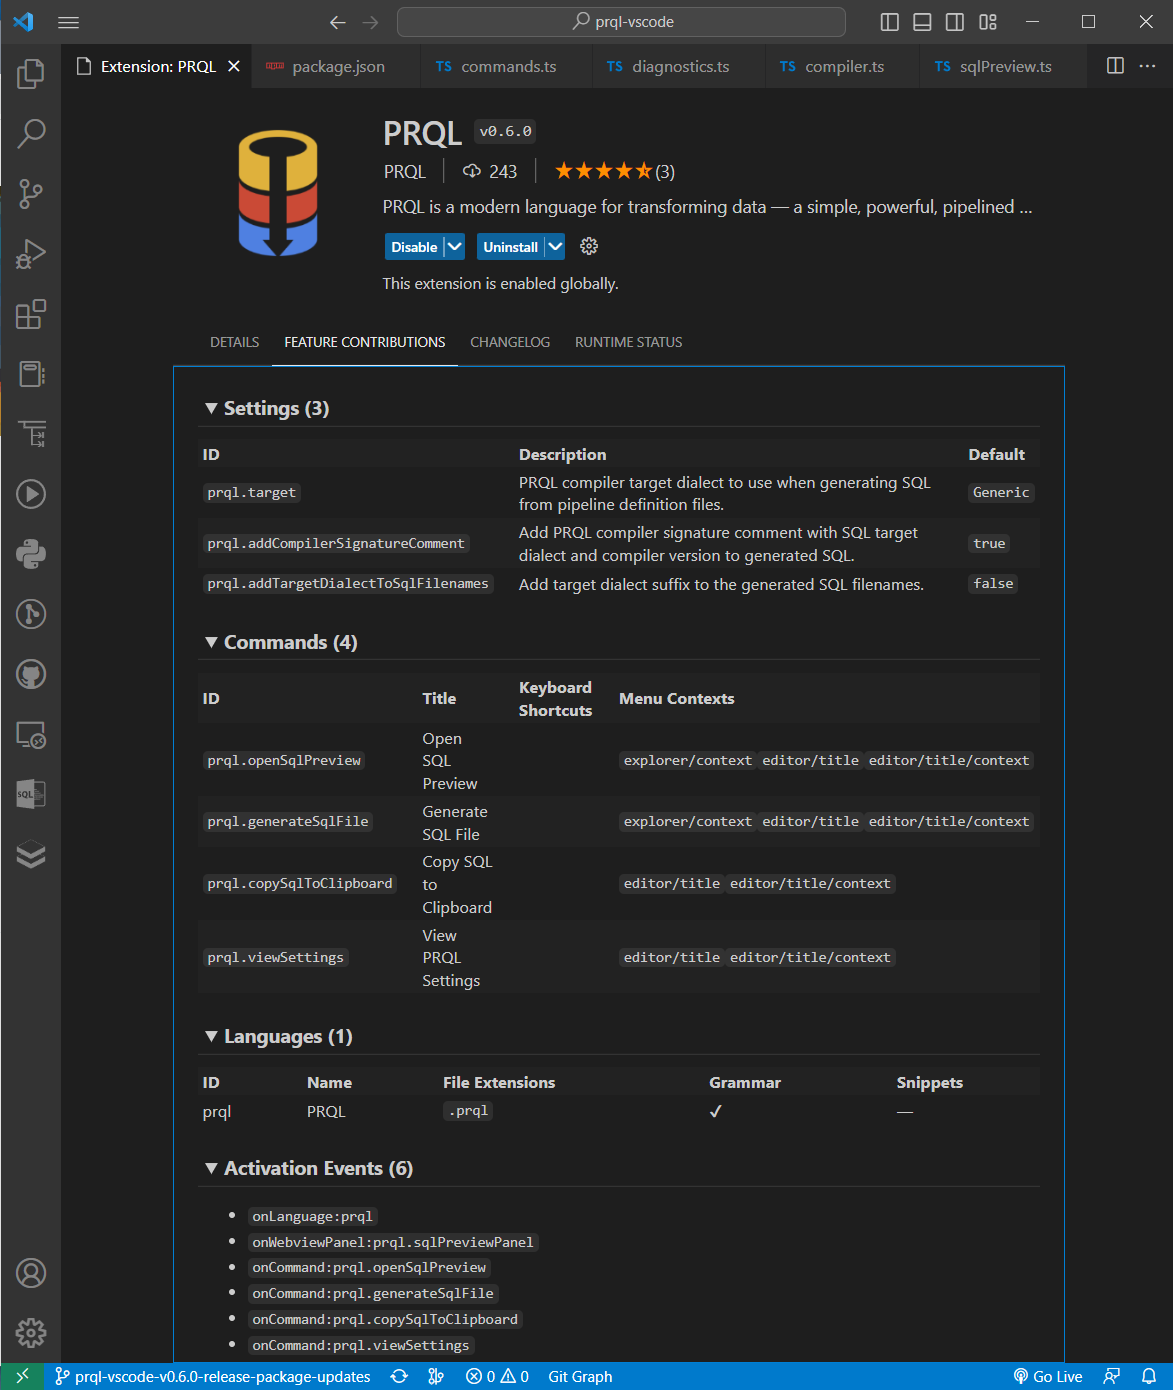 prql-vscode
Extension: PRQL
package.json
TS commands.ts
TS diagnostics.ts
TS compiler.ts
TS sqlPreview.ts
PRQL v0.6.0
PRQL 243 (3)
PRQL is a modern language for transforming data — a simple, powerful, pipelined ...
Disable Uninstall
This extension is enabled globally.
DETAILS FEATURE CONTRIBUTIONS CHANGELOG RUNTIME STATUS
Settings (3)
ID Description Default
prql.target PRQL compiler target dialect to use when generating SQL Generic
from pipeline definition files.
prql.addCompilerSignatureComment Add PRQL compiler signature comment with SQL target true
dialect and compiler version to generated SQL.
prql.addTargetDialectToSqlFilenames Add target dialect suffix to the generated SQL filenames. false
Commands (4)
ID Title Keyboard Menu Contexts
Shortcuts
prql.openSqlPreview Open explorer/context editor/title editor/title/context
SQL
Preview
prql.generateSqlFile Generate explorer/context editor/title editor/title/context
SQL File
prql.copySqlToClipboard Copy SQL editor/title editor/title/context
to
Clipboard
prql.viewSettings View editor/title editor/title/context
PRQL
Settings
Languages (1)
ID Name File Extensions Grammar Snippets
prql PRQL .prql ✓ —
Activation Events (6)
• onLanguage:prql
• onWebviewPanel:prql.sqlPreviewPanel
• onCommand:prql.openSqlPreview
• onCommand:prql.generateSqlFile
• onCommand:prql.copySqlToClipboard
• onCommand:prql.viewSettings
SQL
prql-vscode-v0.6.0-release-package-updates 0 0 Git Graph Go Live